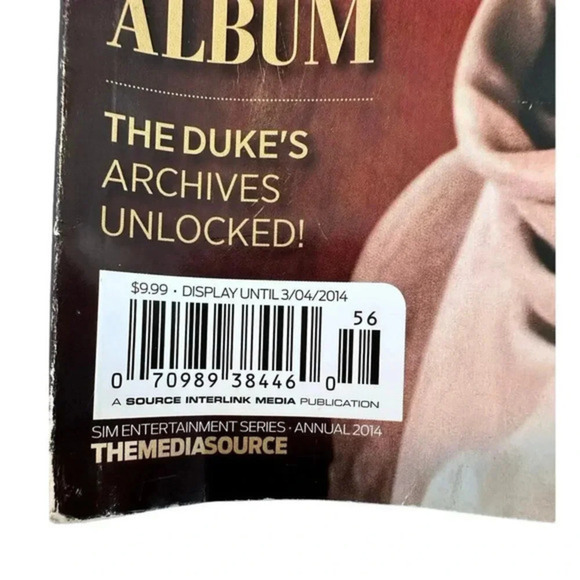 ALBUM
THE DUKE'S
ARCHIVES
UNLOCKED!
$9.99 · DISPLAY UNTIL 3/04/2014
56
0 70989 38446 0
A SOURCE INTERLINK MEDIA PUBLICATION
SIM ENTERTAINMENT SERIES · ANNUAL 2014
THEMEDIASOURCE